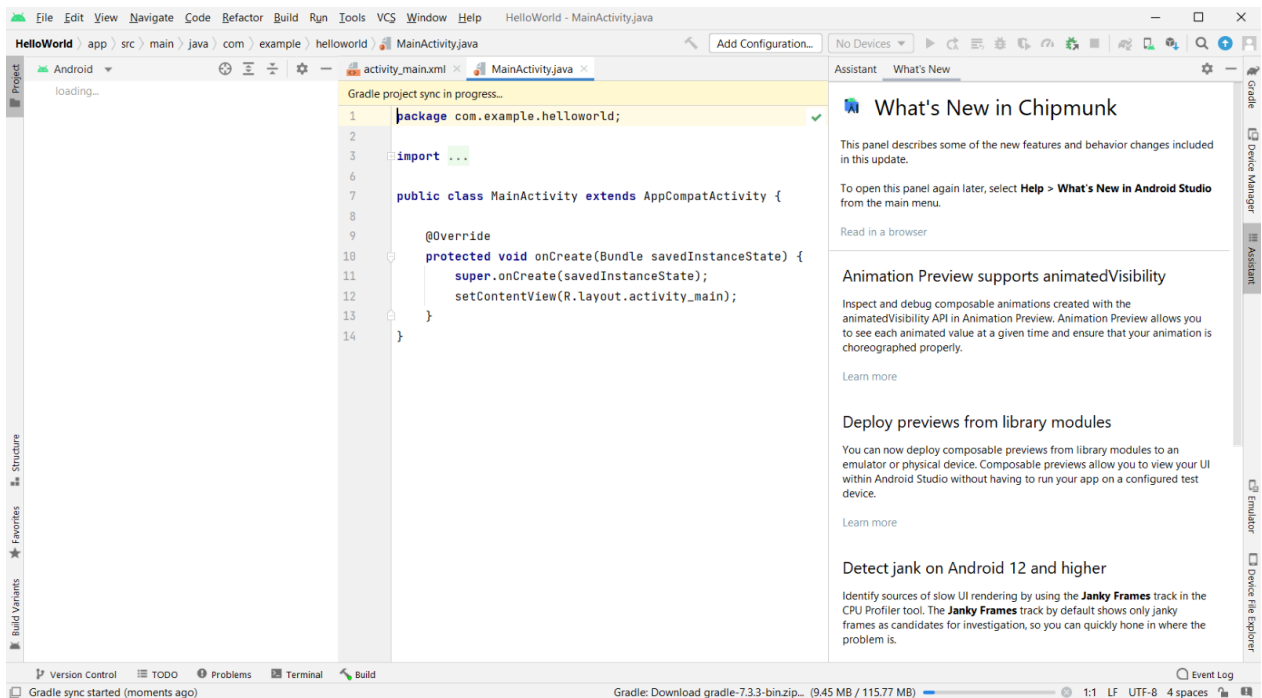 File Edit View Navigate Code Refactor Build Run Tools VCS Window Help HelloWorld - MainActivity.java
HelloWorld app src main java com example helloworld MainActivity.java Add Configuration... No Devices
Project
Android
loading...
activity_main.xml MainActivity.java
Gradle project sync in progress...
1 package com.example.helloworld;
2
3 import ...
6
7 public class MainActivity extends AppCompatActivity {
8
9 @Override
10 protected void onCreate(Bundle savedInstanceState) {
11 super.onCreate(savedInstanceState);
12 setContentView(R.layout.activity_main);
13 }
14 }
Assistant What's New
What's New in Chipmunk
This panel describes some of the new features and behavior changes included
in this update.
To open this panel again later, select Help > What's New in Android Studio
from the main menu.
Read in a browser
Animation Preview supports animatedVisibility
Inspect and debug composable animations created with the
animatedVisibility API in Animation Preview. Animation Preview allows you
to see each animated value at a given time and ensure that your animation is
choreographed properly.
Learn more
Deploy previews from library modules
You can now deploy composable previews from library modules to an
emulator or physical device. Composable previews allow you to view your UI
within Android Studio without having to run your app on a configured test
device.
Learn more
Detect jank on Android 12 and higher
Identify sources of slow UI rendering by using the Janky Frames track in the
CPU Profiler tool. The Janky Frames track by default shows only janky
frames as candidates for investigation, so you can quickly hone in where the
problem is.
Gradle
Device Manager
Assistant
Emulator
Device File Explorer
Structure
Favorites
Build Variants
Version Control TODO Problems Terminal Build Event Log
Gradle sync started (moments ago) Gradle: Download gradle-7.3.3-bin.zip... (9.45 MB / 115.77 MB) 1:1 LF UTF-8 4 spaces